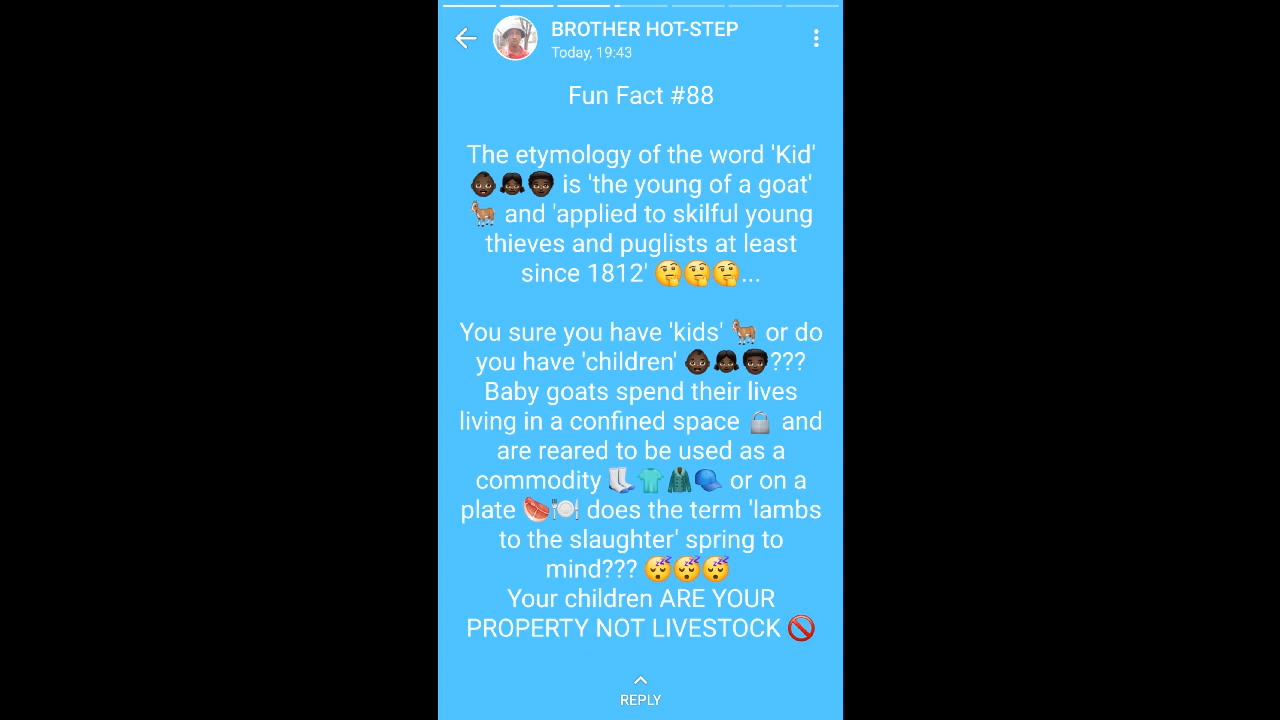 BROTHER HOT-STEP
Today, 19:43
Fun Fact #88
The etymology of the word 'Kid'
👶🏿👧🏿👦🏿 is 'the young of a goat'
🐐 and 'applied to skilful young
thieves and puglists at least
since 1812' 🤔🤔🤔...
You sure you have 'kids' 🐐 or do
you have 'children' 👶🏿👧🏿👦🏿???
Baby goats spend their lives
living in a confined space 🔒 and
are reared to be used as a
commodity 🧦👕🧥🧢 or on a
plate 🥩🍽 does the term 'lambs
to the slaughter' spring to
mind??? 😴😴😴
Your children ARE YOUR
PROPERTY NOT LIVESTOCK 🚫
REPLY